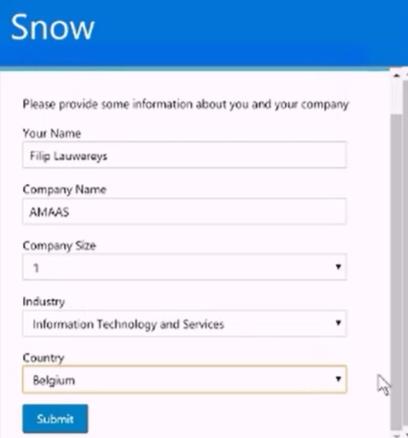 Snow
Please provide some information about you and your company
Your Name
Filip Lauwareys
Company Name
AMAAS
Company Size
1
Industry
Information Technology and Services
Country
Belgium
Submit